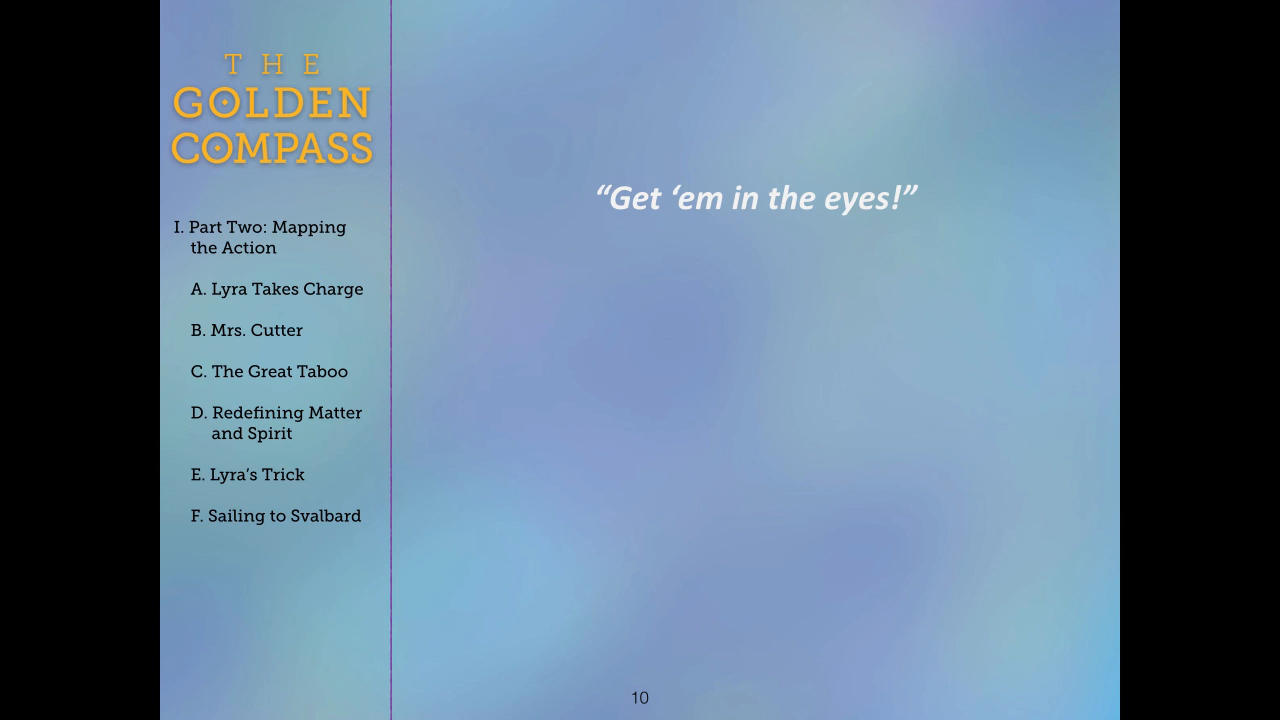 THE
GOLDEN
COMPASS
“Get ‘em in the eyes!”
I. Part Two: Mapping
the Action
A. Lyra Takes Charge
B. Mrs. Cutter
C. The Great Taboo
D. Redefining Matter
and Spirit
E. Lyra’s Trick
F. Sailing to Svalbard
10